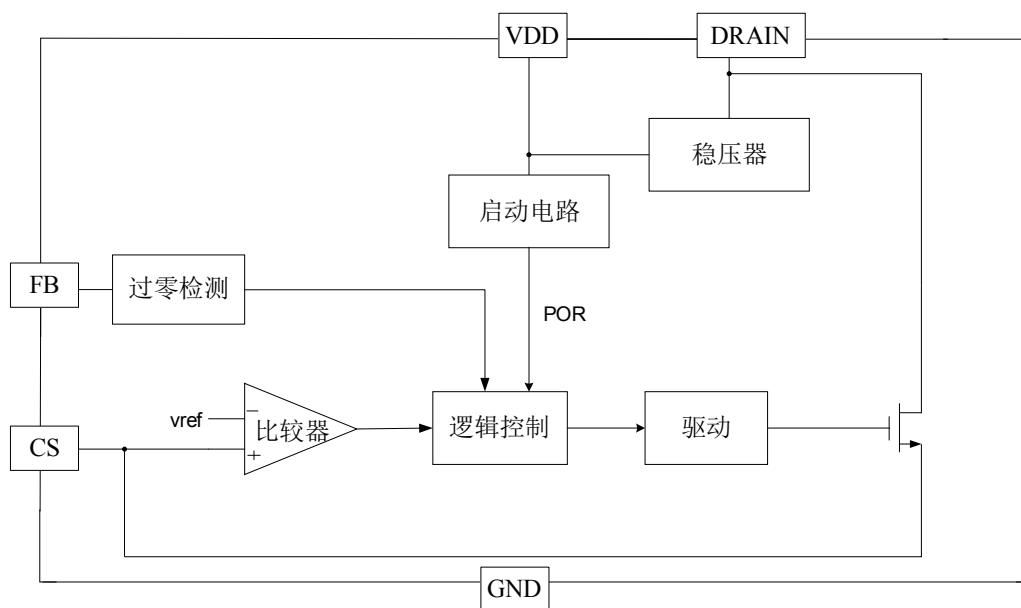 VDD
DRAIN
稳压器
启动电路
FB
过零检测
POR
vref
比较器
逻辑控制
驱动
CS
GND